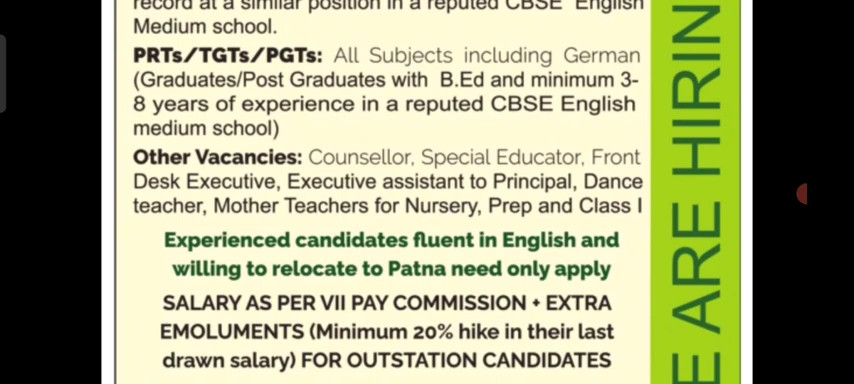 record at a similar position in a reputed CBSE English
Medium school.
PRTs/TGTs/PGTs: All Subjects including German
(Graduates/Post Graduates with B.Ed and minimum 3-
8 years of experience in a reputed CBSE English
medium school)
Other Vacancies: Counsellor, Special Educator, Front
Desk Executive, Executive assistant to Principal, Dance
teacher, Mother Teachers for Nursery, Prep and Class I
Experienced candidates fluent in English and
willing to relocate to Patna need only apply
SALARY AS PER VII PAY COMMISSION + EXTRA
EMOLUMENTS (Minimum 20% hike in their last
drawn salary) FOR OUTSTATION CANDIDATES
E ARE HIRIN